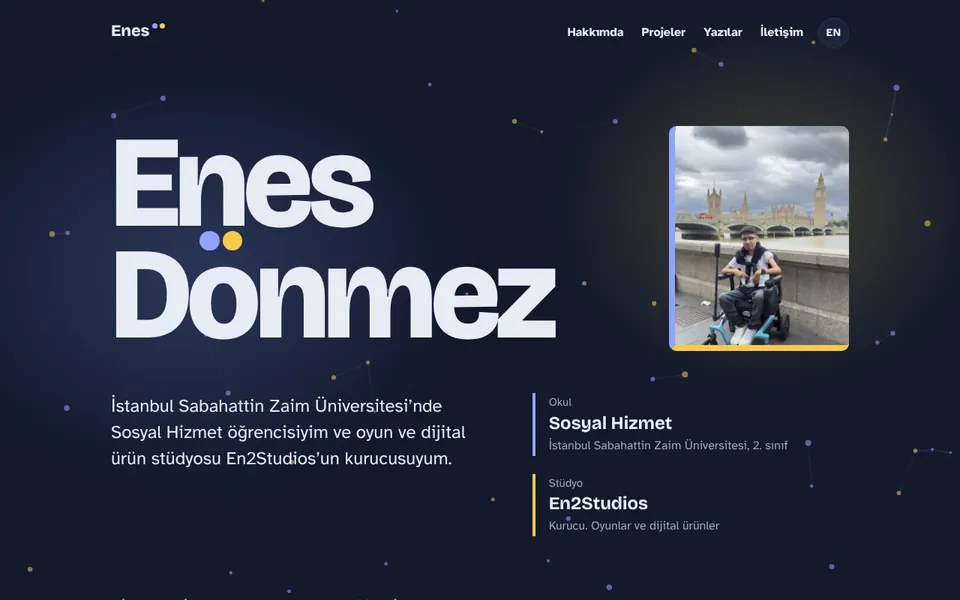 Enes
Hakkımda Projeler Yazılar İletişim EN
Enes
Dönmez
İstanbul Sabahattin Zaim Üniversitesi’nde
Sosyal Hizmet öğrencisiyim ve oyun ve dijital
ürün stüdyosu En2Studios’un kurucusuyum.
Okul
Sosyal Hizmet
İstanbul Sabahattin Zaim Üniversitesi, 2. sınıf
Stüdyo
En2Studios
Kurucu. Oyunlar ve dijital ürünler